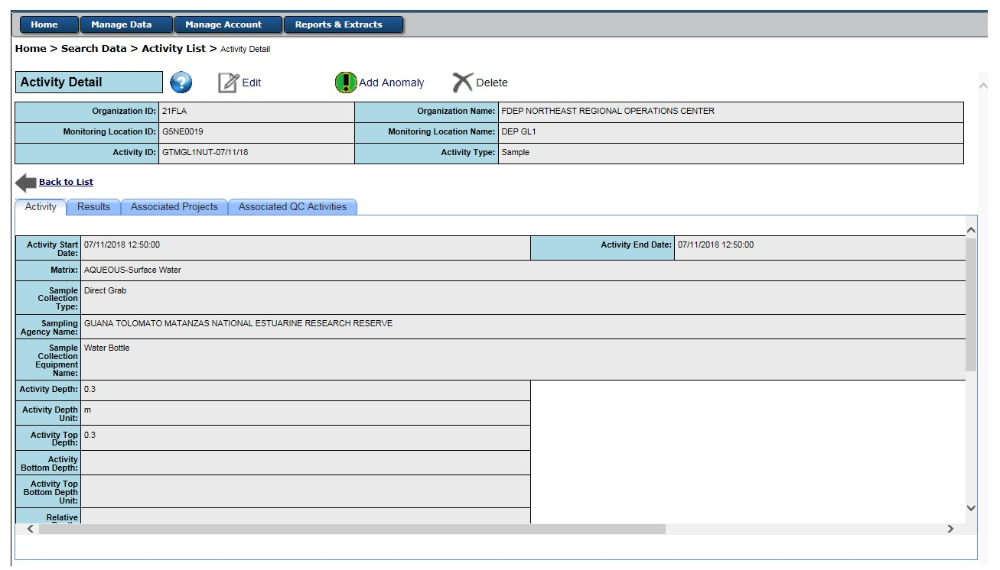 Home Manage Data Manage Account Reports & Extracts
Home > Search Data > Activity List > Activity Detail
Activity Detail ? Edit ! Add Anomaly Delete
Organization ID: 21FLA Organization Name: FDEP NORTHEAST REGIONAL OPERATIONS CENTER
Monitoring Location ID: G5NE0019 Monitoring Location Name: DEP GL1
Activity ID: GTMGL1NUT-07/11/18 Activity Type: Sample
Back to List
Activity Results Associated Projects Associated QC Activities
Activity Start 07/11/2018 12:50:00 Activity End Date: 07/11/2018 12:50:00
Date:
Matrix: AQUEOUS-Surface Water
Sample Direct Grab
Collection
Type:
Sampling GUANA TOLOMATO MATANZAS NATIONAL ESTUARINE RESEARCH RESERVE
Agency Name:
Sample Water Bottle
Collection
Equipment
Name:
Activity Depth: 0.3
Activity Depth m
Unit:
Activity Top 0.3
Depth:
Activity
Bottom Depth:
Activity Top
Bottom Depth
Unit:
Relative